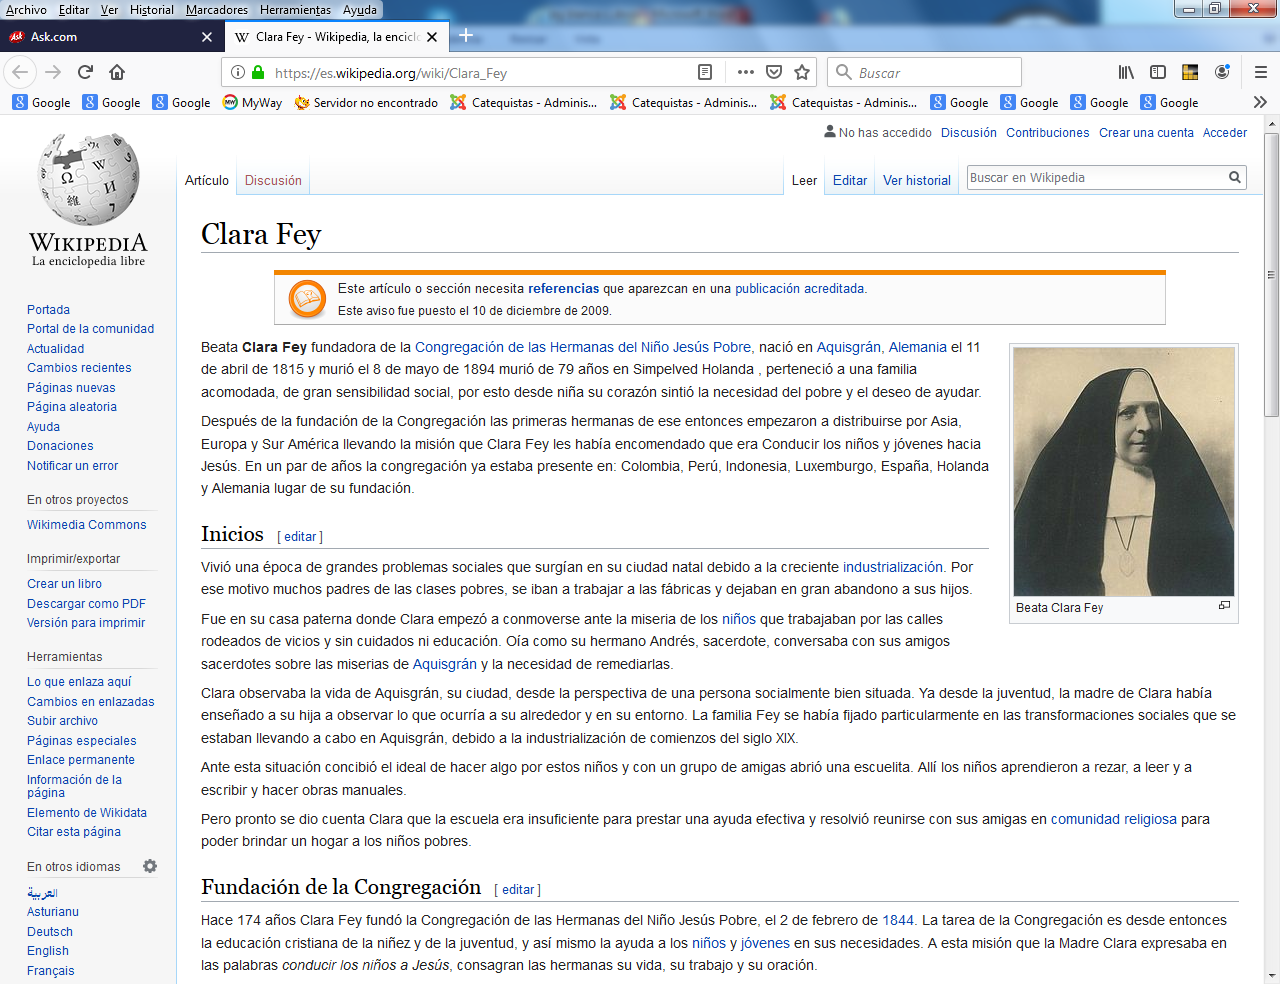 Archivo Editar Ver Historial Marcadores Herramientas Ayuda
Ask.com
Clara Fey - Wikipedia, la enciclo
https://es.wikipedia.org/wiki/Clara_Fey
Buscar
Google Google Google MyWay Servidor no encontrado Catequistas - Adminis... Catequistas - Adminis... Catequistas - Adminis... Google Google Google Google
No has accedido Discusión Contribuciones Crear una cuenta Acceder
Artículo Discusión Leer Editar Ver historial Buscar en Wikipedia
WIKIPEDIA
La enciclopedia libre
Portada
Portal de la comunidad
Actualidad
Cambios recientes
Páginas nuevas
Página aleatoria
Ayuda
Donaciones
Notificar un error
En otros proyectos
Wikimedia Commons
Imprimir/exportar
Crear un libro
Descargar como PDF
Versión para imprimir
Herramientas
Lo que enlaza aquí
Cambios en enlazadas
Subir archivo
Páginas especiales
Enlace permanente
Información de la
página
Elemento de Wikidata
Citar esta página
En otros idiomas
العربية
Asturianu
Deutsch
English
Français
Clara Fey
Este artículo o sección necesita referencias que aparezcan en una publicación acreditada.
Este aviso fue puesto el 10 de diciembre de 2009.
Beata Clara Fey fundadora de la Congregación de las Hermanas del Niño Jesús Pobre, nació en Aquisgrán, Alemania el 11
de abril de 1815 y murió el 8 de mayo de 1894 murió de 79 años en Simpelved Holanda , perteneció a una familia
acomodada, de gran sensibilidad social, por esto desde niña su corazón sintió la necesidad del pobre y el deseo de ayudar.
Después de la fundación de la Congregación las primeras hermanas de ese entonces empezaron a distribuirse por Asia,
Europa y Sur América llevando la misión que Clara Fey les había encomendado que era Conducir los niños y jóvenes hacia
Jesús. En un par de años la congregación ya estaba presente en: Colombia, Perú, Indonesia, Luxemburgo, España, Holanda
y Alemania lugar de su fundación.
Beata Clara Fey
Inicios [ editar ]
Vivió una época de grandes problemas sociales que surgían en su ciudad natal debido a la creciente industrialización. Por
ese motivo muchos padres de las clases pobres, se iban a trabajar a las fábricas y dejaban en gran abandono a sus hijos.
Fue en su casa paterna donde Clara empezó a conmoverse ante la miseria de los niños que trabajaban por las calles
rodeados de vicios y sin cuidados ni educación. Oía como su hermano Andrés, sacerdote, conversaba con sus amigos
sacerdotes sobre las miserias de Aquisgrán y la necesidad de remediarlas.
Clara observaba la vida de Aquisgrán, su ciudad, desde la perspectiva de una persona socialmente bien situada. Ya desde la juventud, la madre de Clara había
enseñado a su hija a observar lo que ocurría a su alrededor y en su entorno. La familia Fey se había fijado particularmente en las transformaciones sociales que se
estaban llevando a cabo en Aquisgrán, debido a la industrialización de comienzos del siglo XIX.
Ante esta situación concibió el ideal de hacer algo por estos niños y con un grupo de amigas abrió una escuelita. Allí los niños aprendieron a rezar, a leer y a
escribir y hacer obras manuales.
Pero pronto se dio cuenta Clara que la escuela era insuficiente para prestar una ayuda efectiva y resolvió reunirse con sus amigas en comunidad religiosa para
poder brindar un hogar a los niños pobres.
Fundación de la Congregación [ editar ]
Hace 174 años Clara Fey fundó la Congregación de las Hermanas del Niño Jesús Pobre, el 2 de febrero de 1844. La tarea de la Congregación es desde entonces
la educación cristiana de la niñez y de la juventud, y así mismo la ayuda a los niños y jóvenes en sus necesidades. A esta misión que la Madre Clara expresaba en
las palabras conducir los niños a Jesús, consagran las hermanas su vida, su trabajo y su oración.